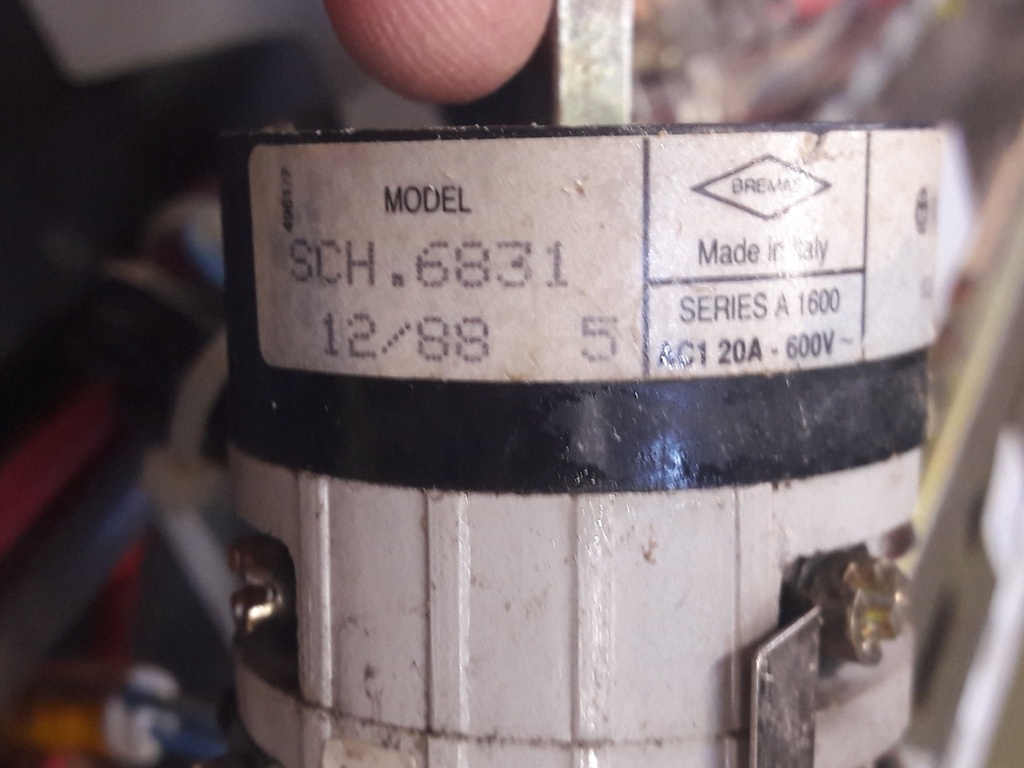 MODEL
SCH.6831
12/88 5
BREMAS
Made in Italy
SERIES A 1600
AC1 20A - 600V ~